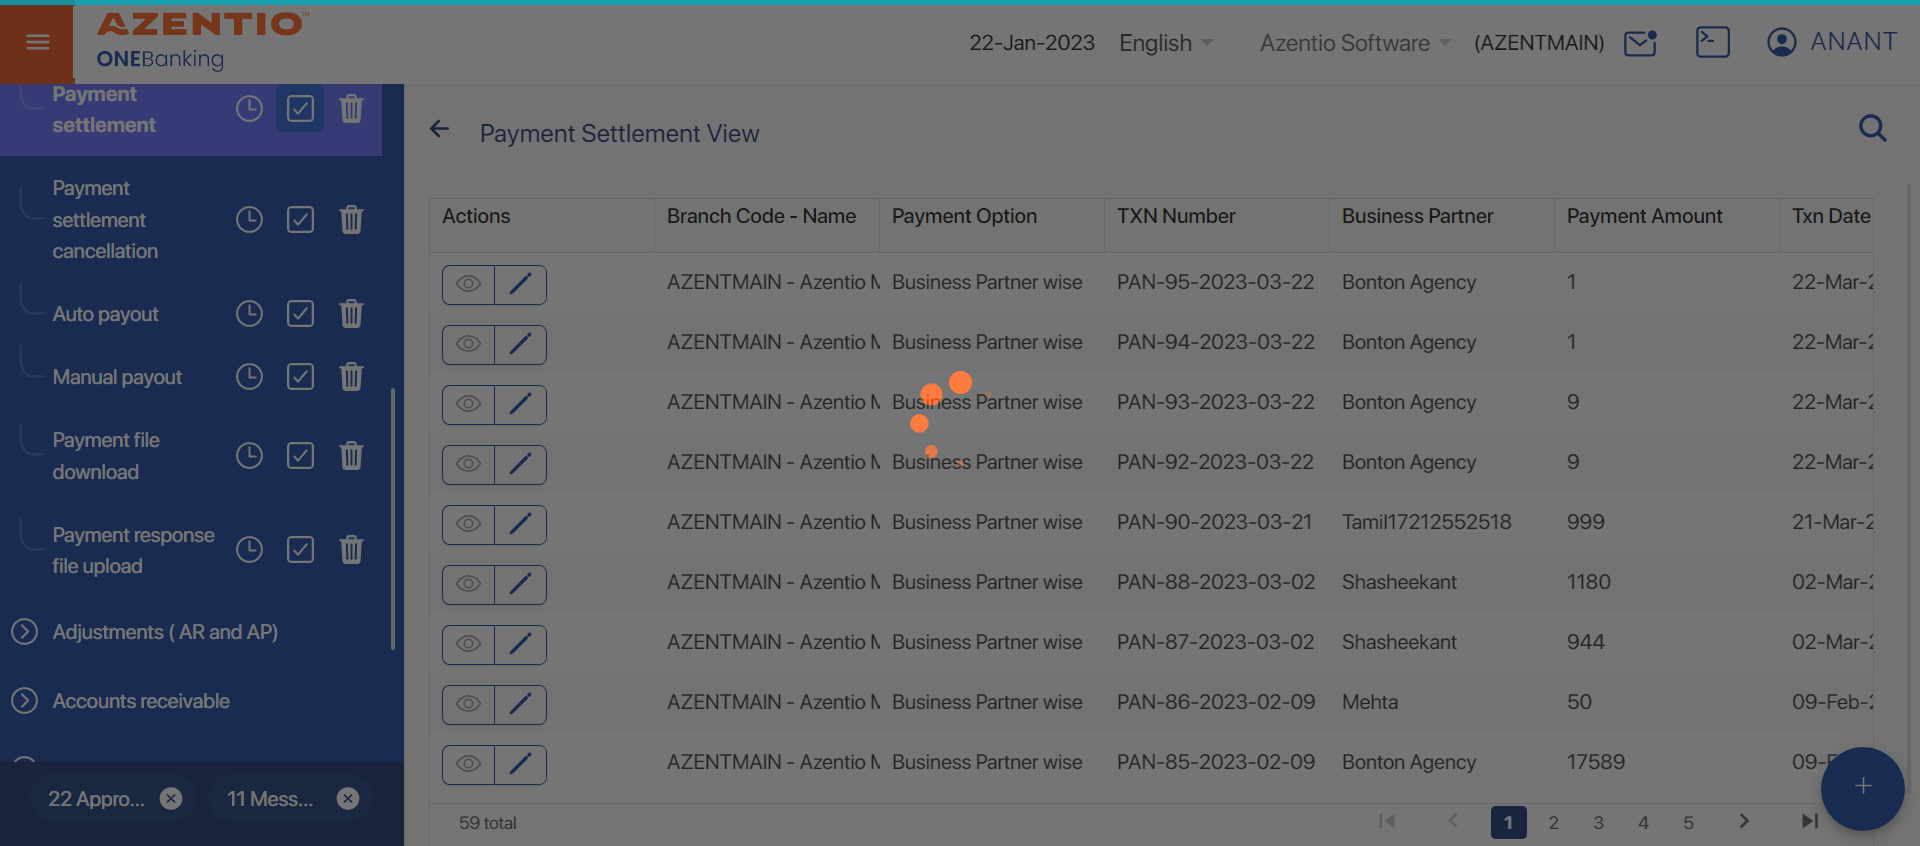 AZENTIO™
ONEBanking
22-Jan-2023 English Azentio Software (AZENTMAIN) ANANT
Payment
settlement
Payment
settlement
cancellation
Auto payout
Manual payout
Payment file
download
Payment response
file upload
Adjustments ( AR and AP)
Accounts receivable
22 Appro...
11 Mess...
Payment Settlement View
Actions Branch Code - Name Payment Option TXN Number Business Partner Payment Amount Txn Date
AZENTMAIN - Azentio Business Partner wise PAN-95-2023-03-22 Bonton Agency 1 22-Mar-2
AZENTMAIN - Azentio Business Partner wise PAN-94-2023-03-22 Bonton Agency 1 22-Mar-2
AZENTMAIN - Azentio Business Partner wise PAN-93-2023-03-22 Bonton Agency 9 22-Mar-2
AZENTMAIN - Azentio Business Partner wise PAN-92-2023-03-22 Bonton Agency 9 22-Mar-2
AZENTMAIN - Azentio Business Partner wise PAN-90-2023-03-21 Tamil17212552518 999 21-Mar-2
AZENTMAIN - Azentio Business Partner wise PAN-88-2023-03-02 Shasheekant 1180 02-Mar-2
AZENTMAIN - Azentio Business Partner wise PAN-87-2023-03-02 Shasheekant 944 02-Mar-2
AZENTMAIN - Azentio Business Partner wise PAN-86-2023-02-09 Mehta 50 09-Feb-2
AZENTMAIN - Azentio Business Partner wise PAN-85-2023-02-09 Bonton Agency 17589 09-F
59 total 1 2 3 4 5